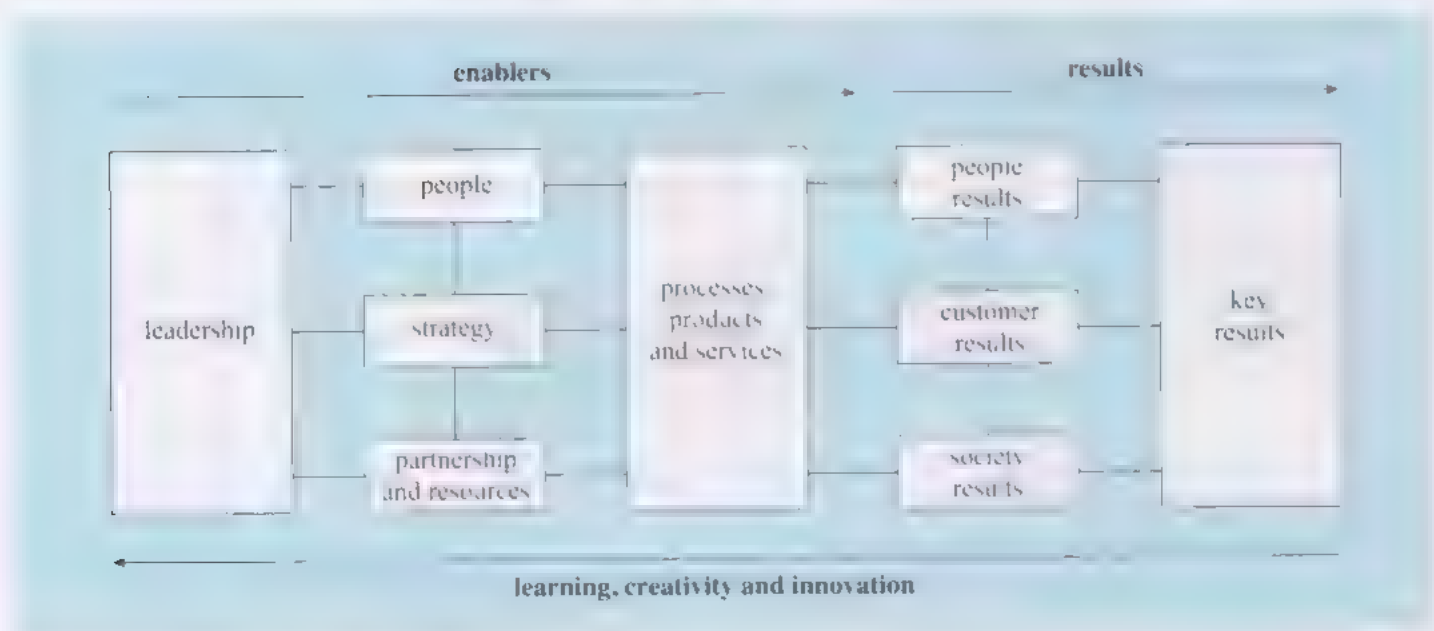 enablers
results
people
people
results
leadership
strategy
processes
products
and services
customer
results
key
results
partnership
and resources
society
results
learning, creativity and innovation